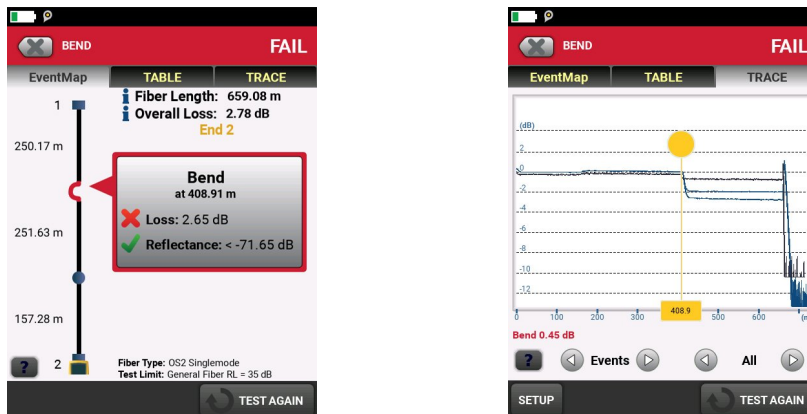 BEND
FAIL
EventMap
TABLE
TRACE
Fiber Length: 659.08 m
Overall Loss: 2.78 dB
End 2
1
250.17 m
Bend
at 408.91 m
Loss: 2.65 dB
Reflectance: < -71.65 dB
251.63 m
157.28 m
? 2
Fiber Type: OS2 Singlemode
Test Limit: General Fiber RL = 35 dB
TEST AGAIN
BEND
FAIL
EventMap
TABLE
TRACE
(dB)
2
0
-2
-4
-6
-8
-10
-12
0 100 200 300 408.9 500 600
Bend 0.45 dB
? Events All
SETUP
TEST AGAIN